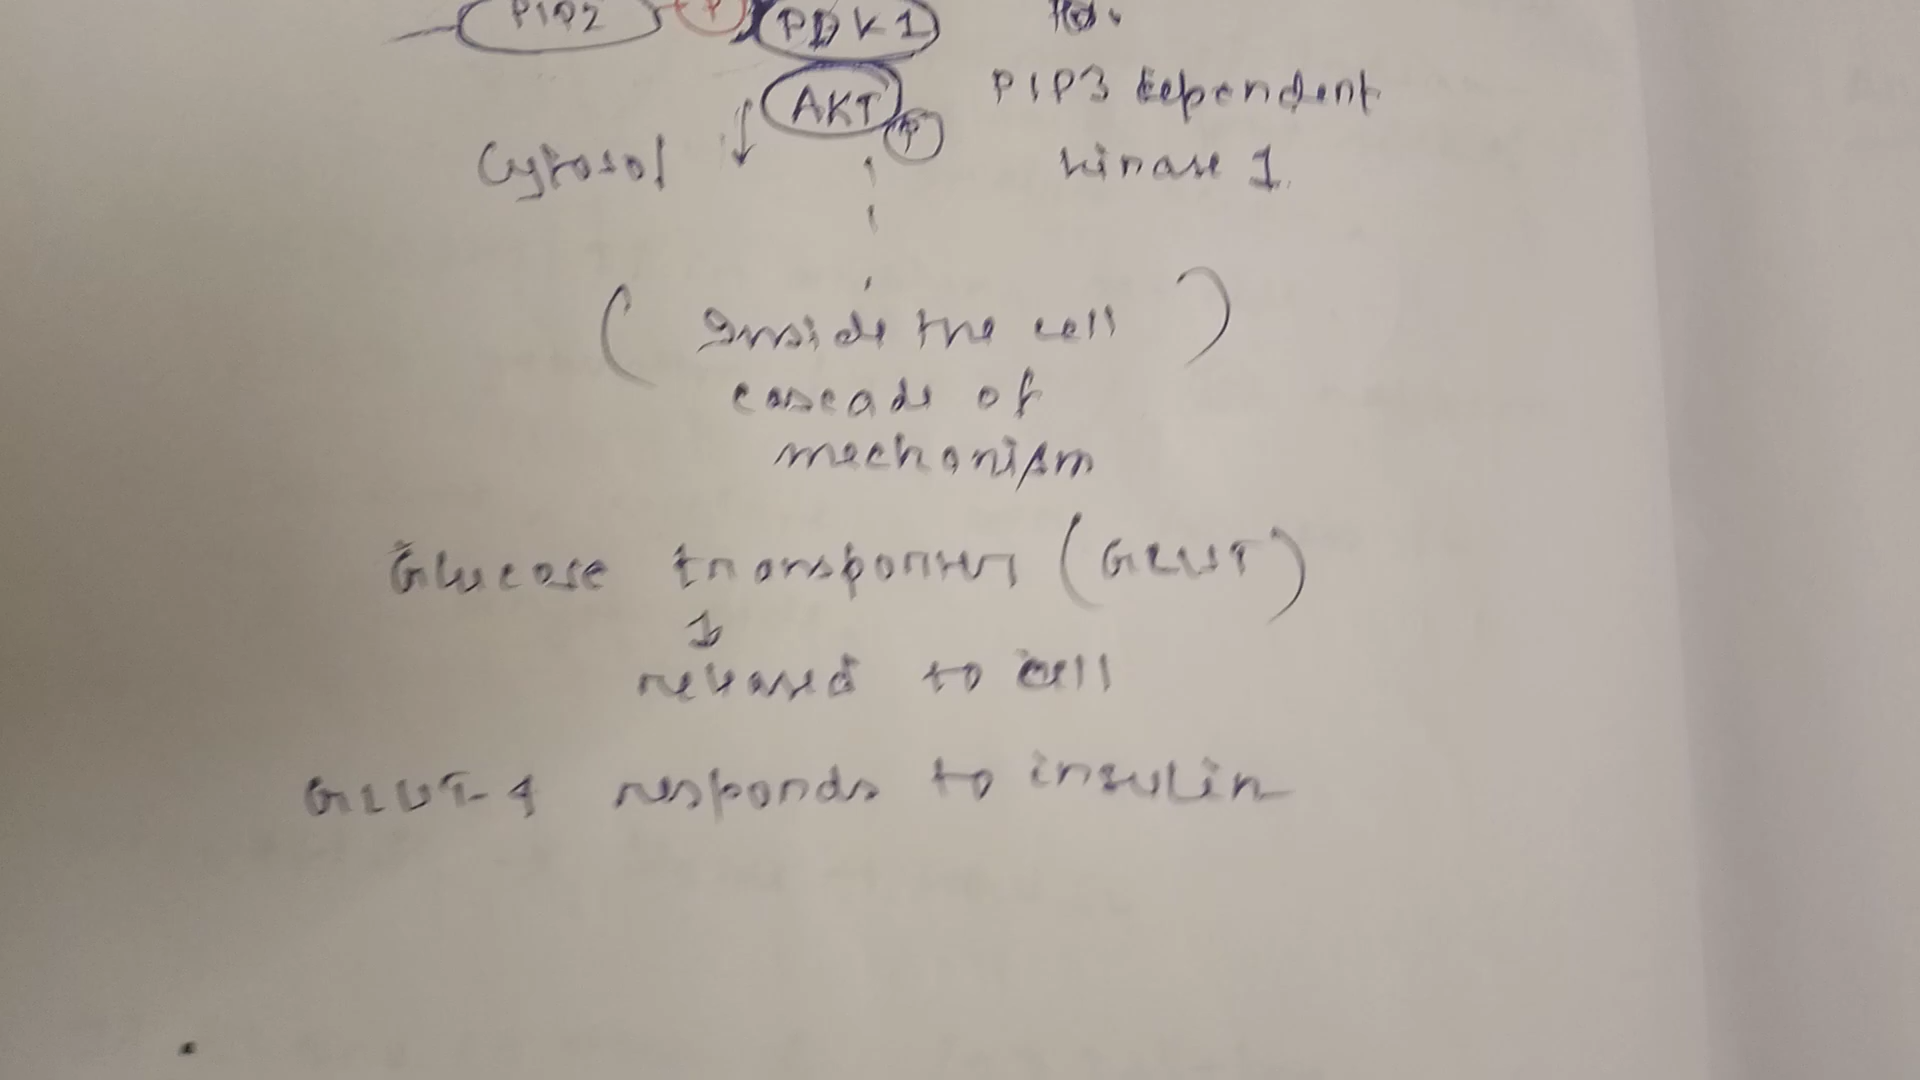 PIP2 P PDK1
AKT P
PIP3 dependent
Cytosol
kinase 1.
(Inside the cell)
cascade of
mechanism
Glucose transporters (GLUT)
released to cell
GLUT-4 responds to insulin